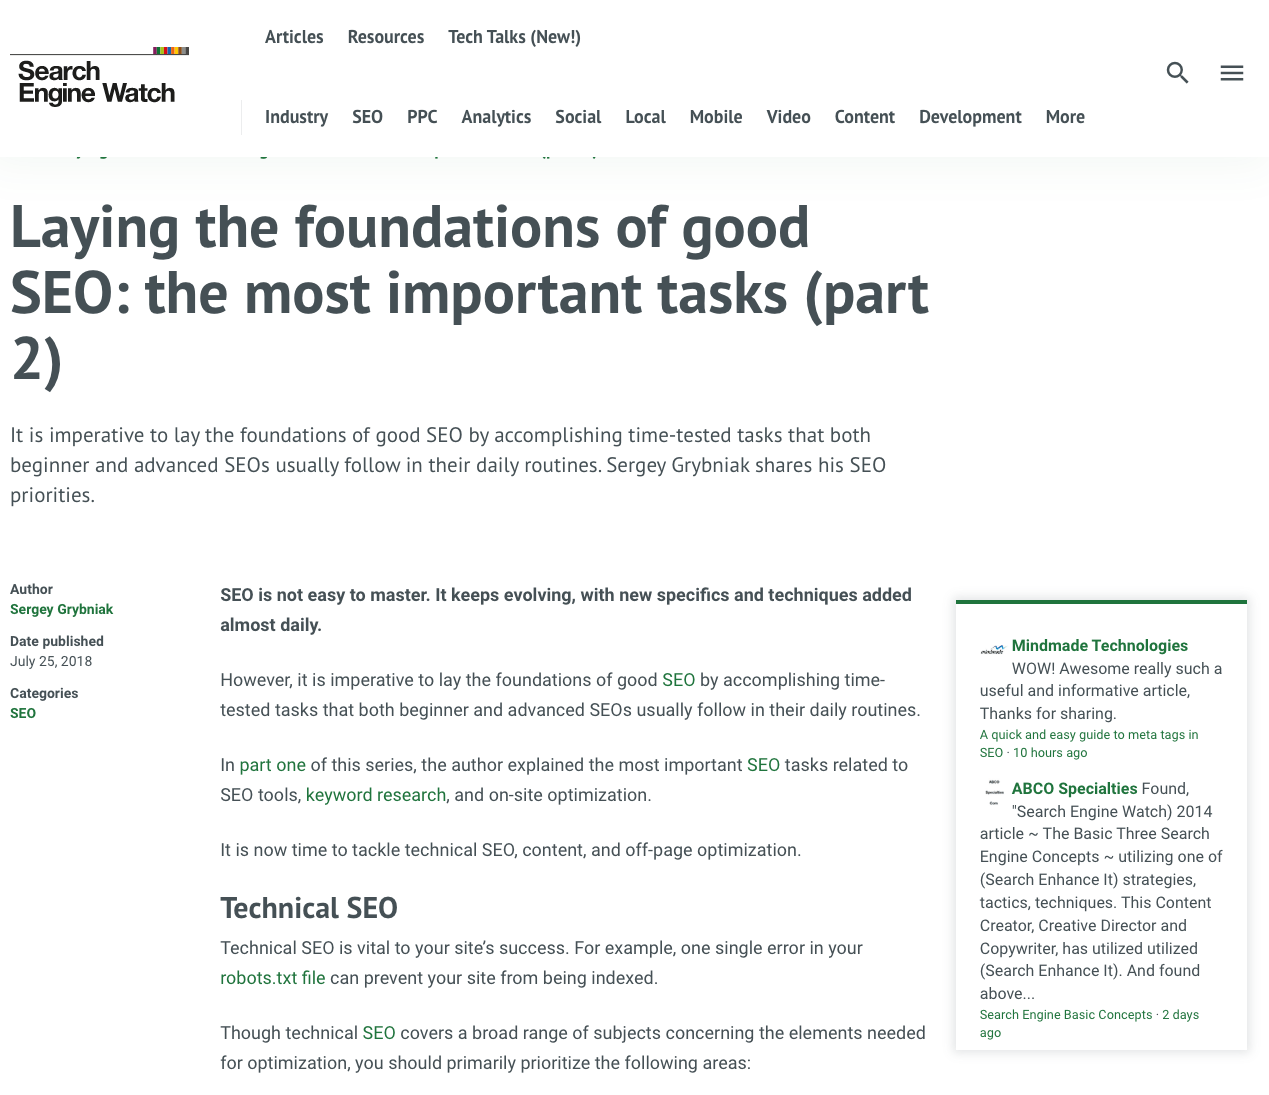 Articles Resources Tech Talks (New!)
Search
Engine Watch
Industry SEO PPC Analytics Social Local Mobile Video Content Development More
Laying the foundations of good
SEO: the most important tasks (part
2)
It is imperative to lay the foundations of good SEO by accomplishing time-tested tasks that both
beginner and advanced SEOs usually follow in their daily routines. Sergey Grybniak shares his SEO
priorities.
Author
Sergey Grybniak
Date published
July 25, 2018
Categories
SEO
SEO is not easy to master. It keeps evolving, with new specifics and techniques added
almost daily.
However, it is imperative to lay the foundations of good SEO by accomplishing time-
tested tasks that both beginner and advanced SEOs usually follow in their daily routines.
In part one of this series, the author explained the most important SEO tasks related to
SEO tools, keyword research, and on-site optimization.
It is now time to tackle technical SEO, content, and off-page optimization.
Technical SEO
Technical SEO is vital to your site’s success. For example, one single error in your
robots.txt file can prevent your site from being indexed.
Though technical SEO covers a broad range of subjects concerning the elements needed
for optimization, you should primarily prioritize the following areas:
Mindmade Technologies
WOW! Awesome really such a
useful and informative article,
Thanks for sharing.
A quick and easy guide to meta tags in
SEO · 10 hours ago
ABCO Specialties Found,
"Search Engine Watch) 2014
article ~ The Basic Three Search
Engine Concepts ~ utilizing one of
(Search Enhance It) strategies,
tactics, techniques. This Content
Creator, Creative Director and
Copywriter, has utilized utilized
(Search Enhance It). And found
above...
Search Engine Basic Concepts · 2 days
ago